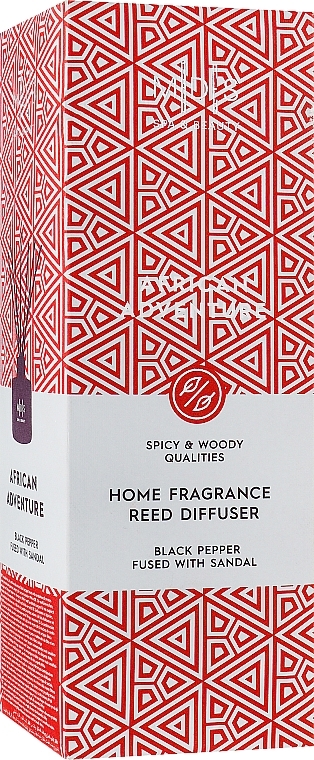 MADES
SPA & BEAUTY
AFRICAN
ADVENTURE
SPICY & WOODY
QUALITIES
HOME FRAGRANCE
REED DIFFUSER
BLACK PEPPER
FUSED WITH SANDAL
AFRICAN
ADVENTURE
BLACK PEPPER
FUSED WITH SANDAL